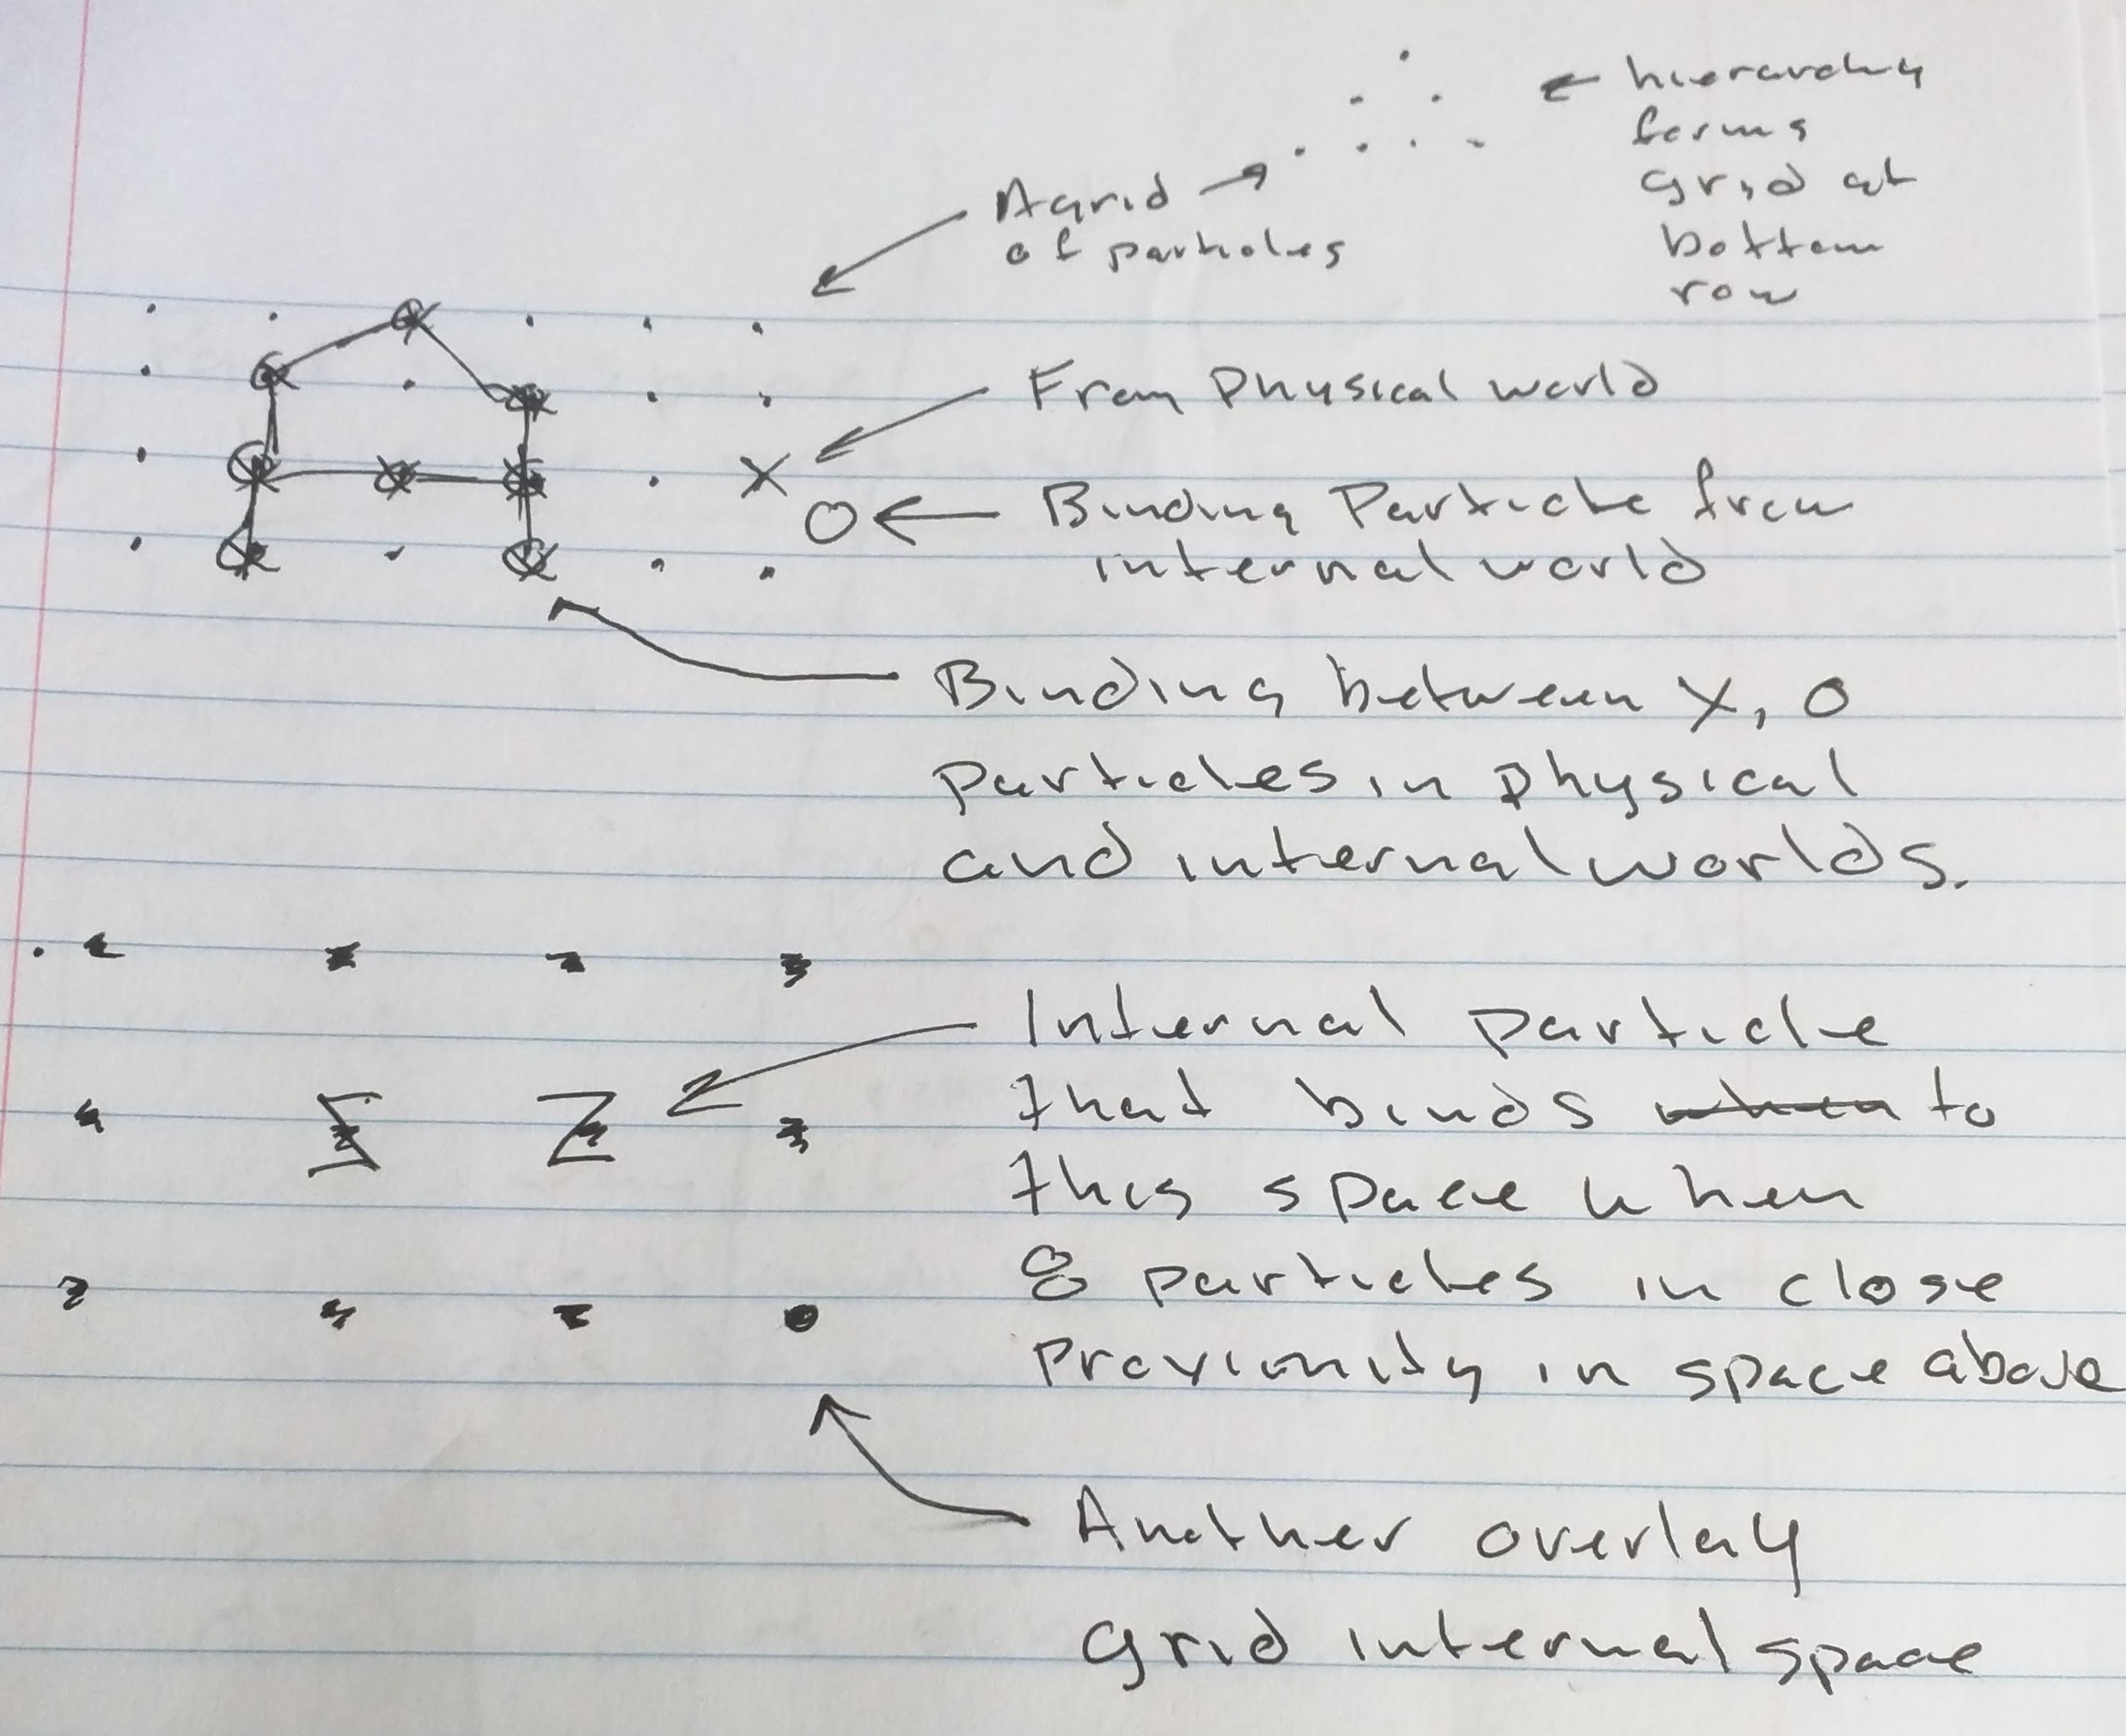 hierarchy
forms
grid at
bottom
row
A grid
of particles
From Physical world
X
O
Binding Particle from
internal world
Binding between X, O
particles in physical
and internal worlds.
Z Z
Internal particle
that binds when to
this space when
8 particles in close
proximity in space above
Another overlay
grid internal space